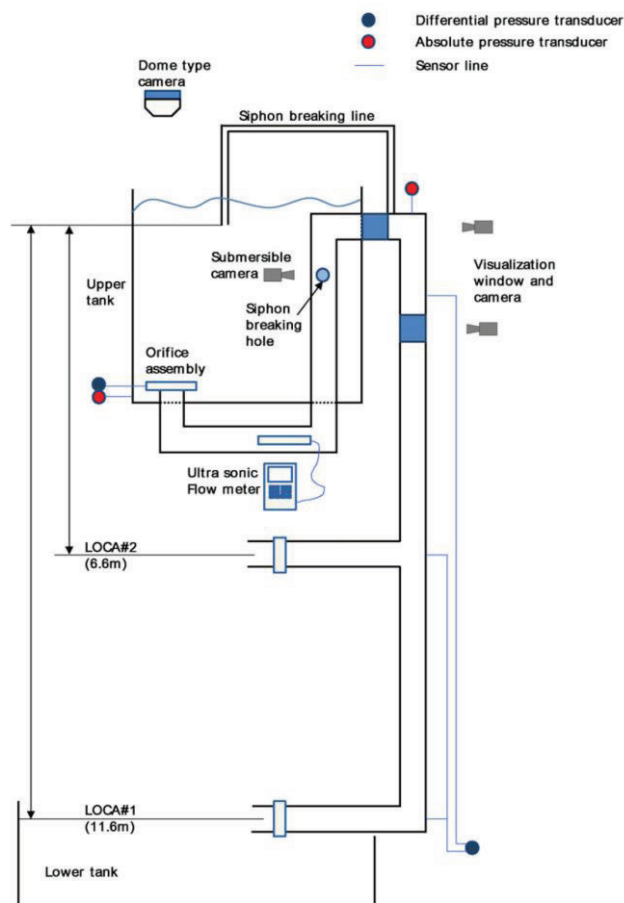 Differential pressure transducer
Absolute pressure transducer
Sensor line
Dome type
camera
Siphon breaking line
Submersible
camera
Siphon
breaking
hole
Visualization
window and
camera
Upper
tank
Orifice
assembly
Ultra sonic
Flow meter
LOCA#2
(6.6m)
LOCA#1
(11.6m)
Lower tank